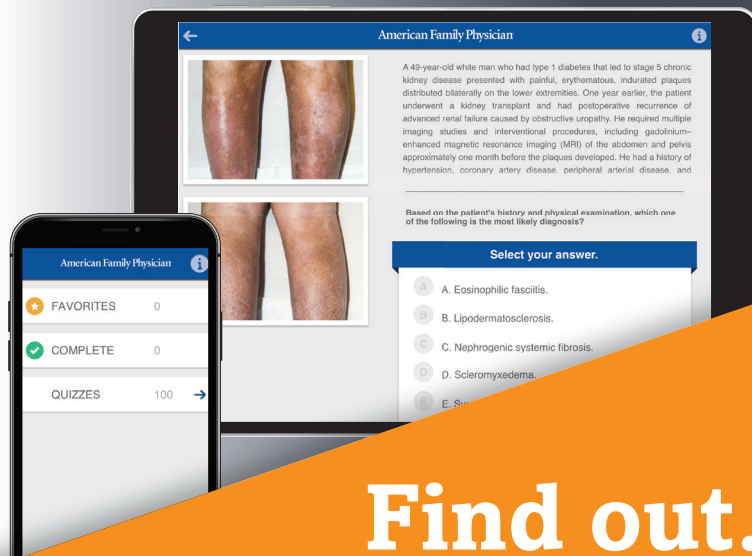 American Family Physician
A 49-year-old white man who had type 1 diabetes that led to stage 5 chronic
kidney disease presented with painful, erythematous, indurated plaques
distributed bilaterally on the lower extremities. One year earlier, the patient
underwent a kidney transplant and had postoperative recurrence of
advanced renal failure caused by obstructive uropathy. He required multiple
imaging studies and interventional procedures, including gadolinium–
enhanced magnetic resonance imaging (MRI) of the abdomen and pelvis
approximately one month before the plaques developed. He had a history of
hypertension, coronary artery disease, peripheral arterial disease, and
Based on the patient's history and physical examination, which one
of the following is the most likely diagnosis?
Select your answer.
A A. Eosinophilic fasciitis.
B B. Lipodermatosclerosis.
C C. Nephrogenic systemic fibrosis.
D D. Scleromyxedema.
E E.
American Family Physician
FAVORITES 0
COMPLETE 0
QUIZZES 100
Find out.